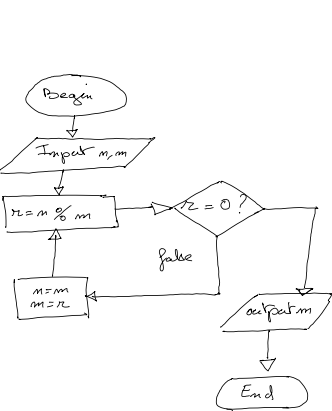 Begin
Input n, m
r = n % m
r = 0 ?
false
n = m
m = r
output m
End